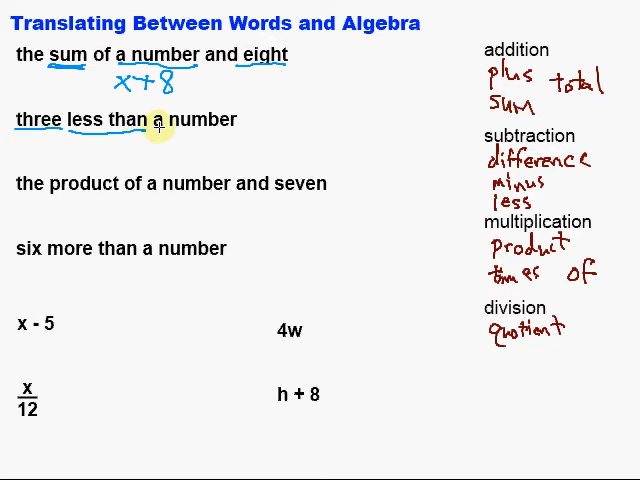 Translating Between Words and Algebra
the sum of a number and eight
x+8
three less than a number
the product of a number and seven
six more than a number
x - 5
4w
x
12
h + 8
addition
plus total
sum
subtraction
difference
minus
less
multiplication
product
times of
division
quotient